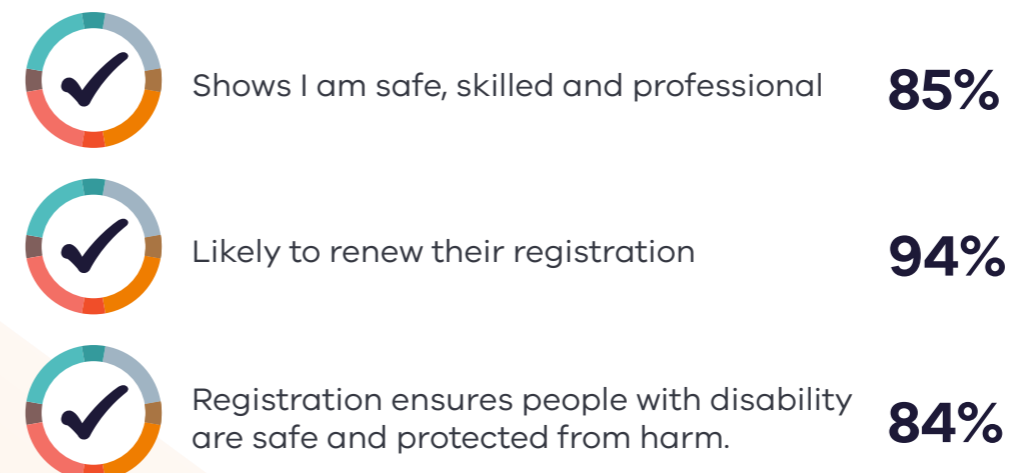 Shows I am safe, skilled and professional 85%
Likely to renew their registration 94%
Registration ensures people with disability
are safe and protected from harm. 84%